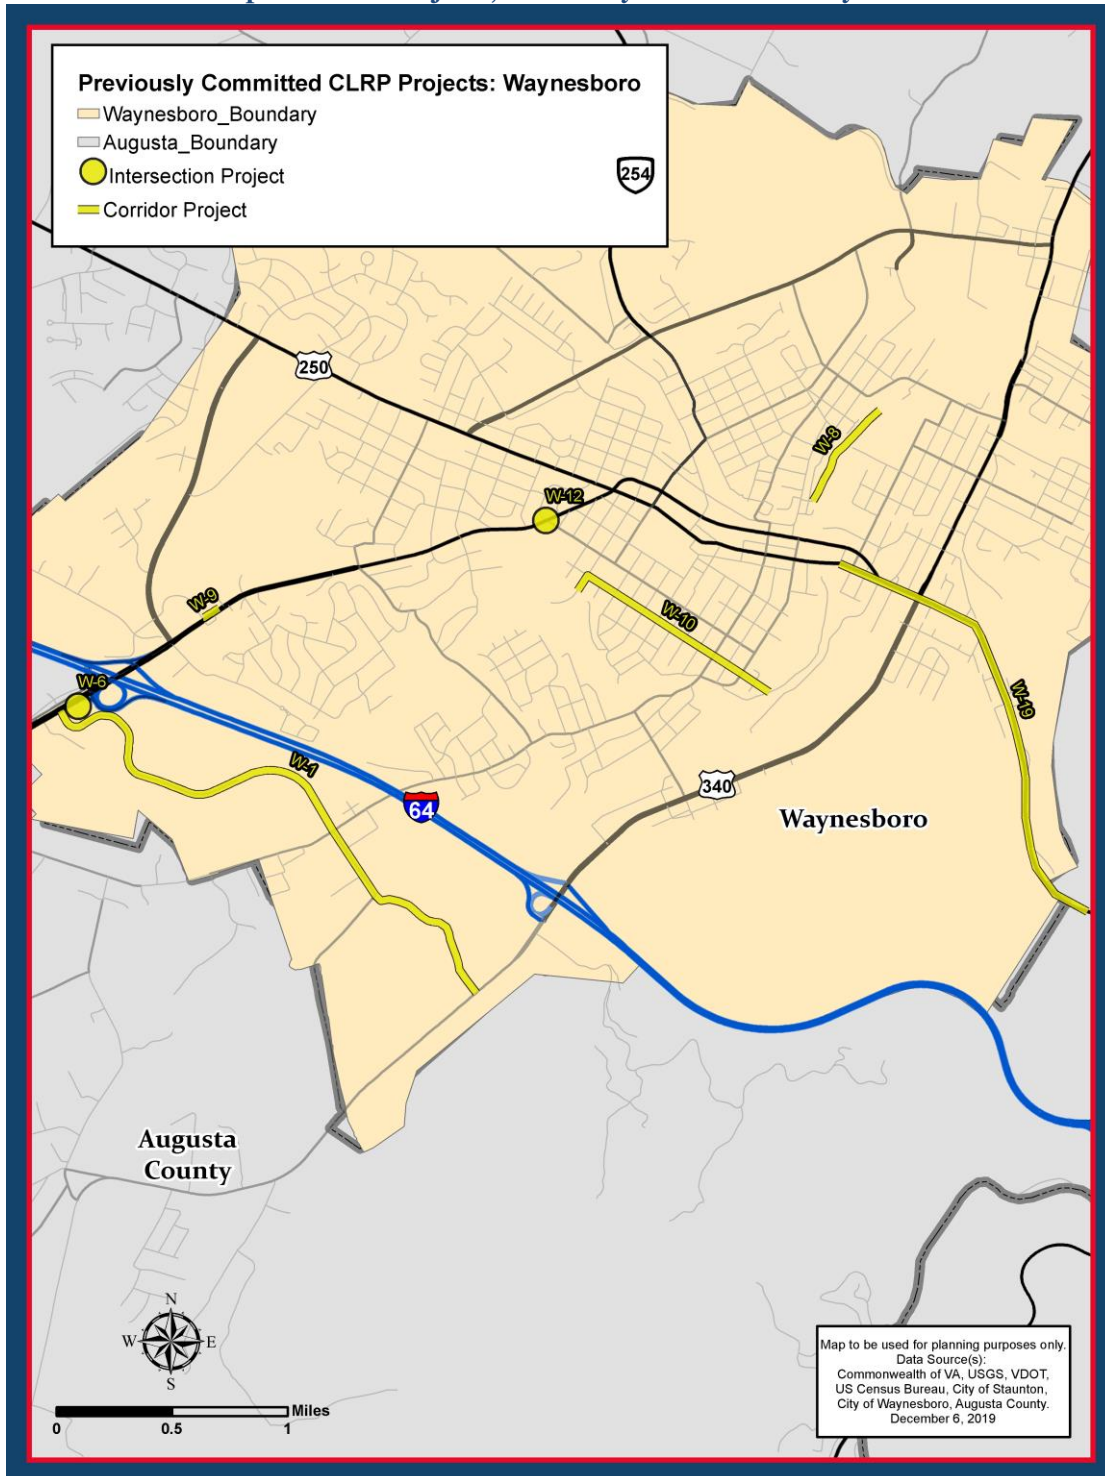 Previously Committed CLRP Projects: Waynesboro
Waynesboro_Boundary
Augusta_Boundary
Intersection Project
Corridor Project
254
250
W-8
W-12
W-9
W-10
W-6
W-19
W-1
340
64
Waynesboro
Augusta
County
N
W E
S
Miles
0 0.5 1
Map to be used for planning purposes only.
Data Source(s):
Commonwealth of VA, USGS, VDOT,
US Census Bureau, City of Staunton,
City of Waynesboro, Augusta County.
December 6, 2019